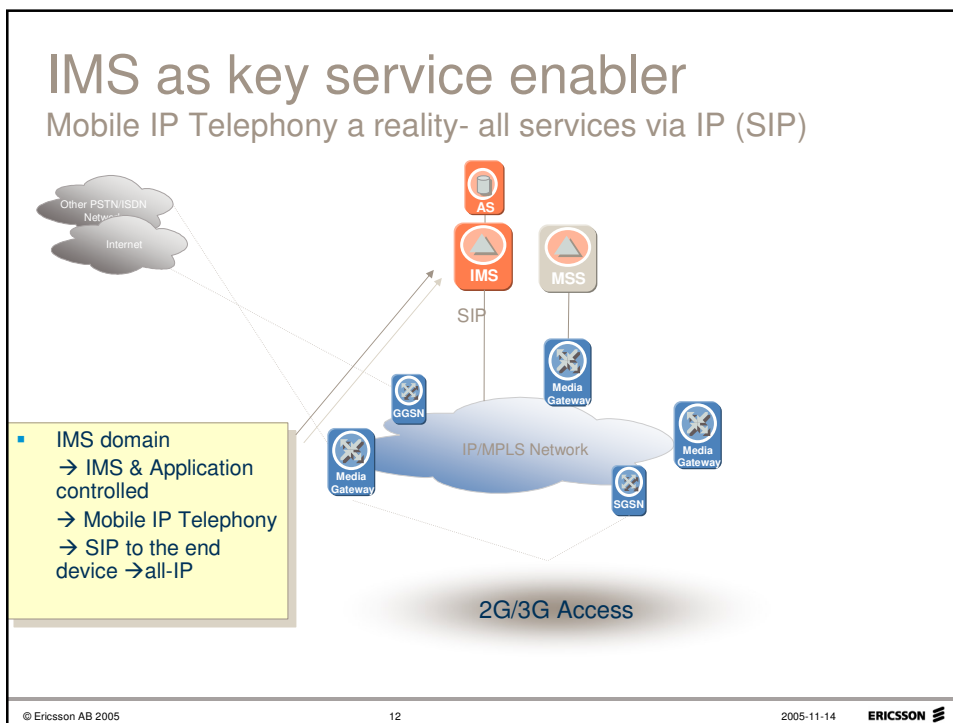 IMS as key service enabler
Mobile IP Telephony a reality- all services via IP (SIP)
Other PSTN/ISDN
Internet
AS
IMS
MSS
SIP
Media
Gateway
GGSN
IP/MPLS Network
Media
Gateway
Media
Gateway
SGSN
▪ IMS domain
→ IMS & Application
controlled
→ Mobile IP Telephony
→ SIP to the end
device →all-IP
2G/3G Access
© Ericsson AB 2005
12
2005-11-14
ERICSSON